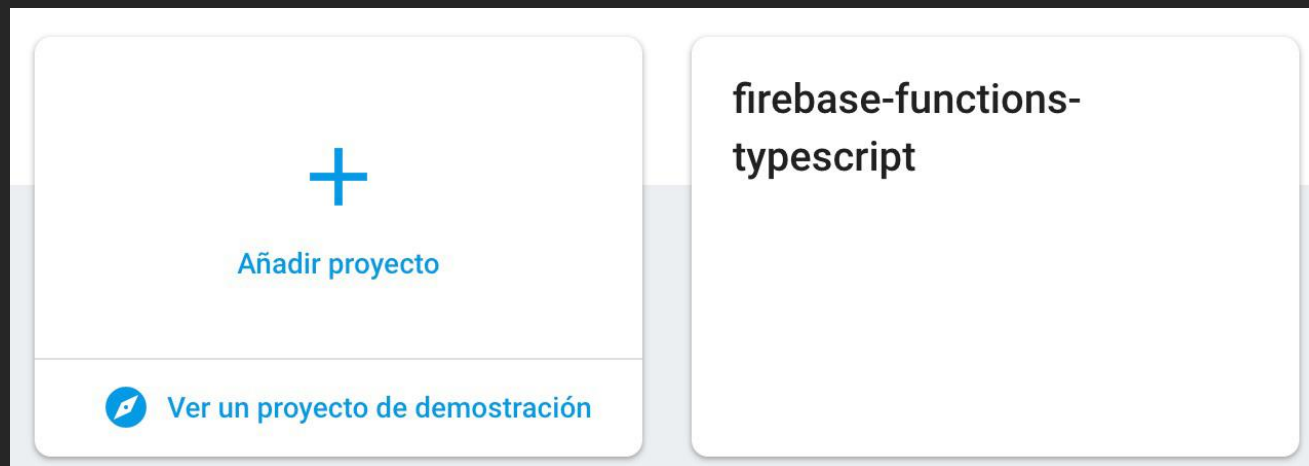 Añadir proyecto
Ver un proyecto de demostración
firebase-functions-
typescript